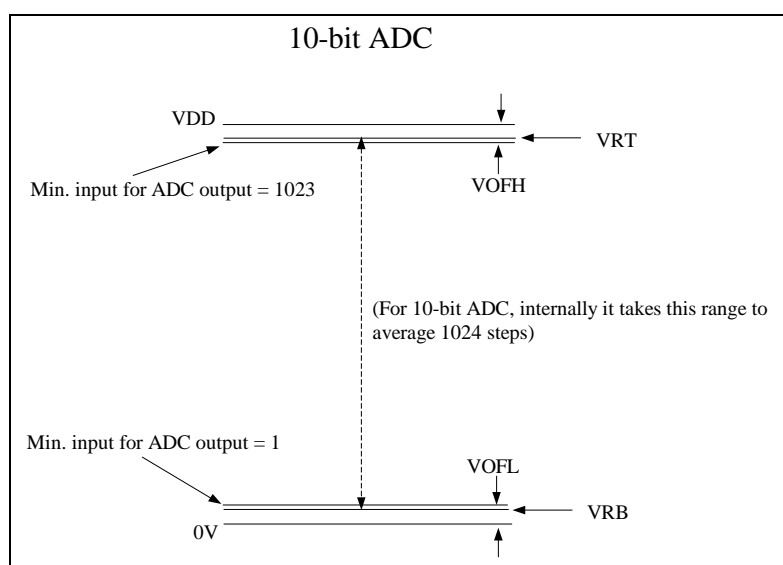 10-bit ADC
VDD
VRT
Min. input for ADC output = 1023
VOFH
(For 10-bit ADC, internally it takes this range to
average 1024 steps)
Min. input for ADC output = 1
VOFL
VRB
0V